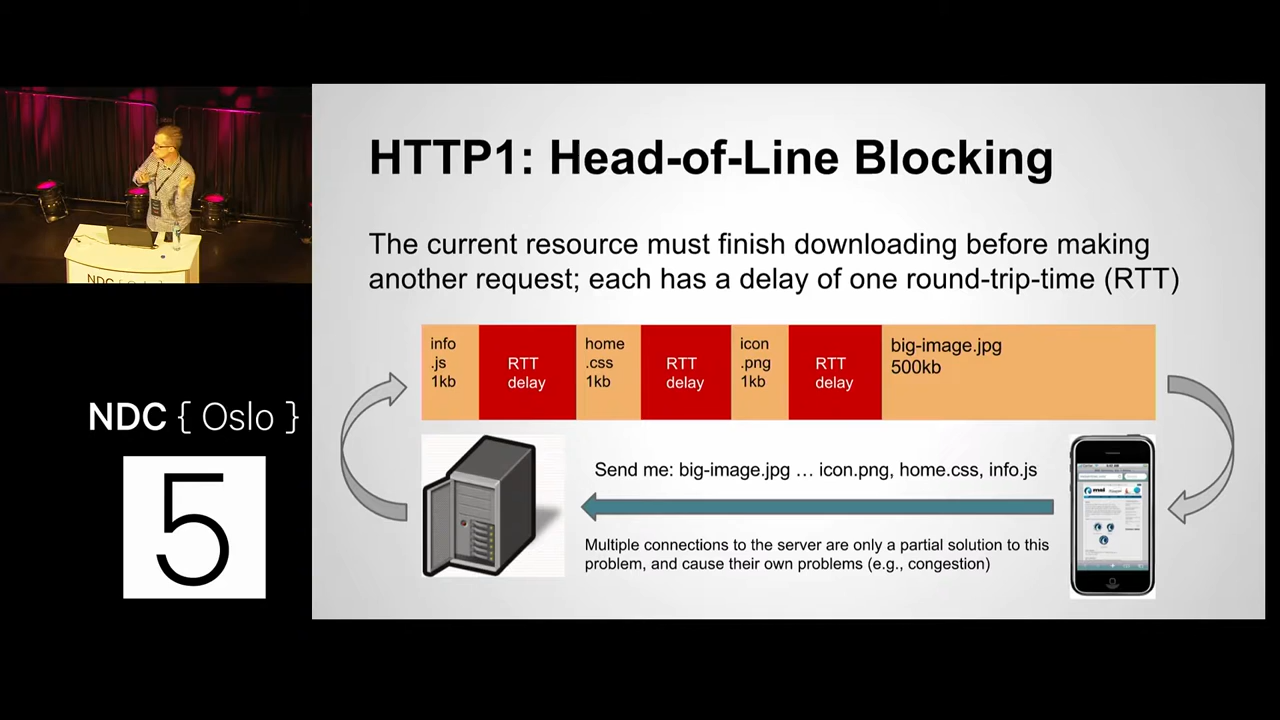 HTTP1: Head-of-Line Blocking
The current resource must finish downloading before making
another request; each has a delay of one round-trip-time (RTT)
info
.js
1kb
RTT
delay
home
.css
1kb
RTT
delay
icon
.png
1kb
RTT
delay
big-image.jpg
500kb
Send me: big-image.jpg … icon.png, home.css, info.js
Multiple connections to the server are only a partial solution to this
problem, and cause their own problems (e.g., congestion)
NDC { Oslo }
NDC { Oslo }
5